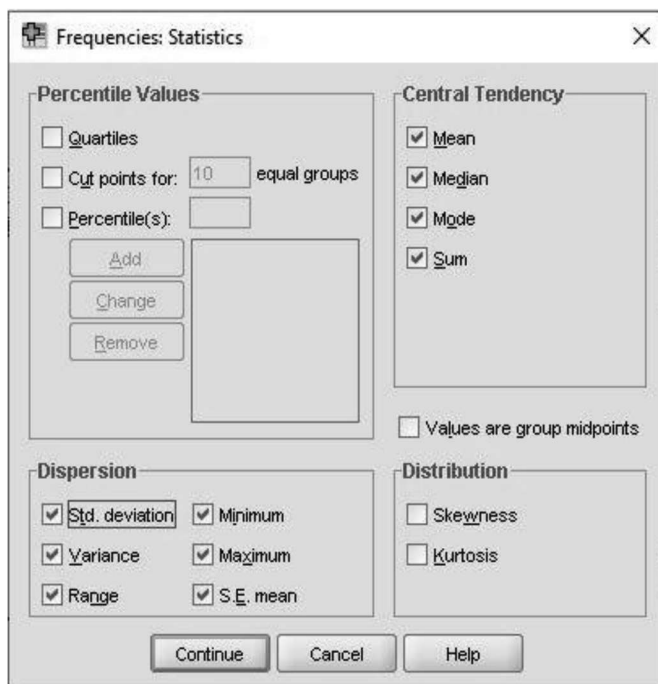 Frequencies: Statistics
Percentile Values
Quartiles
Cut points for: 10 equal groups
Percentile(s):
Add
Change
Remove
Central Tendency
Mean
Median
Mode
Sum
Values are group midpoints
Dispersion
Std. deviation Minimum
Variance Maximum
Range S.E. mean
Distribution
Skewness
Kurtosis
Continue Cancel Help